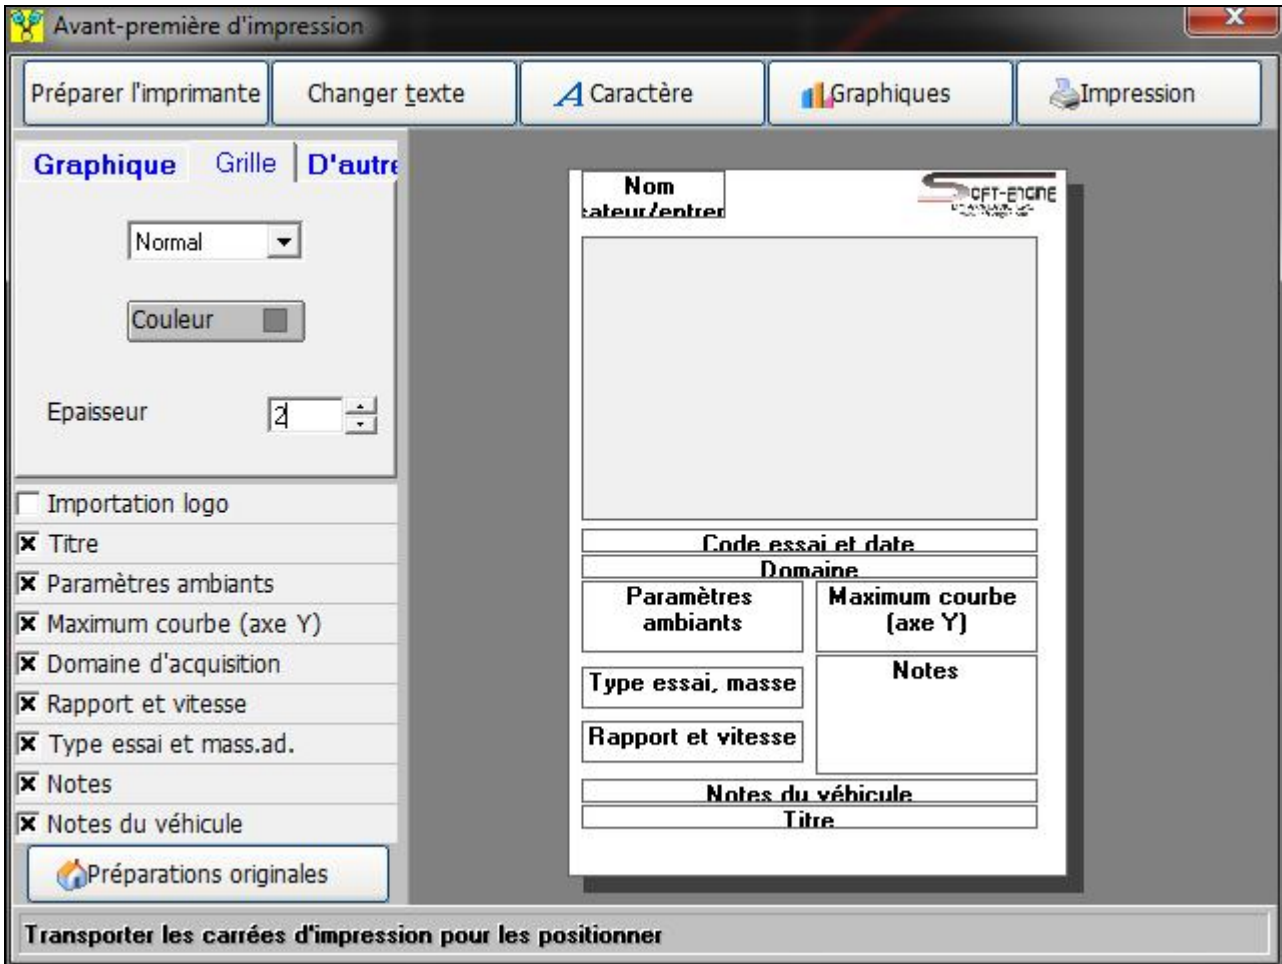 Avant-première d'impression
x
Préparer l'imprimante
Changer texte
A Caractère
Graphiques
Impression
Graphique
Grille
D'autre
Normal
Couleur
Epaisseur
2
Importation logo
Titre
Paramètres ambiants
Maximum courbe (axe Y)
Domaine d'acquisition
Rapport et vitesse
Type essai et mass.ad.
Notes
Notes du véhicule
Préparations originales
Nom
cateur/entrer
SOFT-ENGINE
Code essai et date
Domaine
Paramètres
ambiants
Maximum courbe
(axe Y)
Type essai, masse
Notes
Rapport et vitesse
Notes du véhicule
Titre
Transporter les carrées d'impression pour les positionner